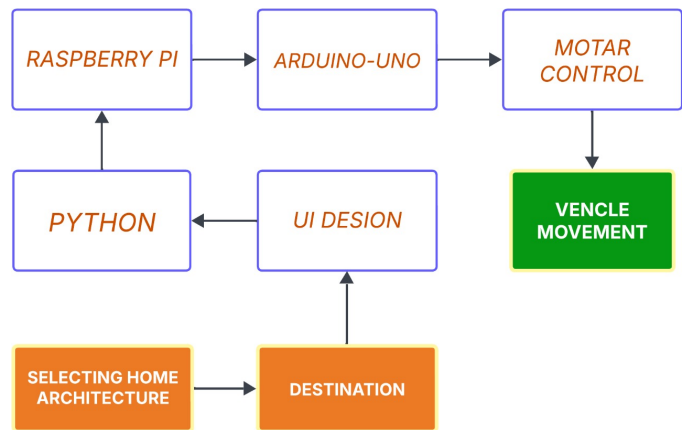 RASPBERRY PI
ARDUINO-UNO
MOTAR
CONTROL
PYTHON
UI DESION
VENCLE
MOVEMENT
SELECTING HOME
ARCHITECTURE
DESTINATION